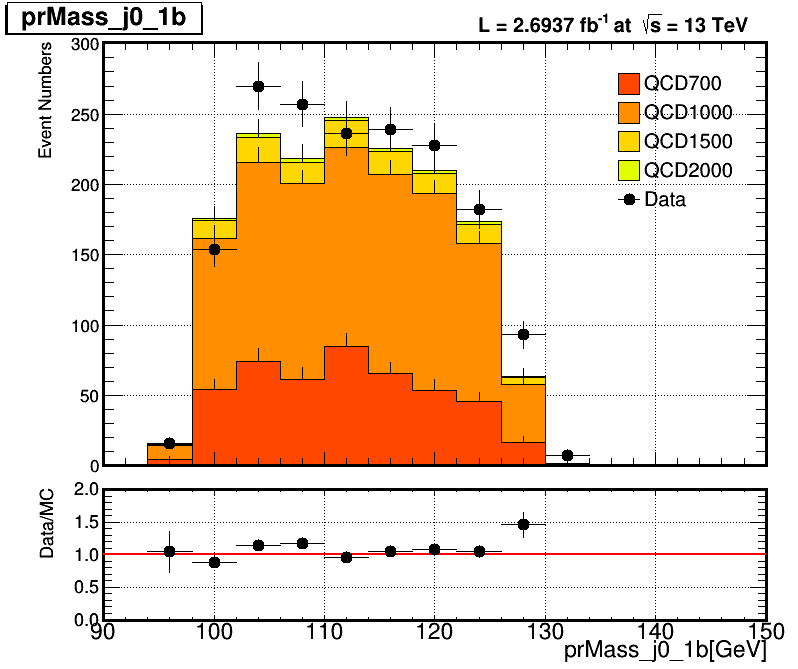 prMass_j0_1b
L = 2.6937 fb-1 at √s = 13 TeV
Event Numbers
300
250
200
150
100
50
0
QCD700
QCD1000
QCD1500
QCD2000
Data
Data/MC
2.0
1.5
1.0
0.5
0.0
90 100 110 120 130 140 150
prMass_j0_1b[GeV]